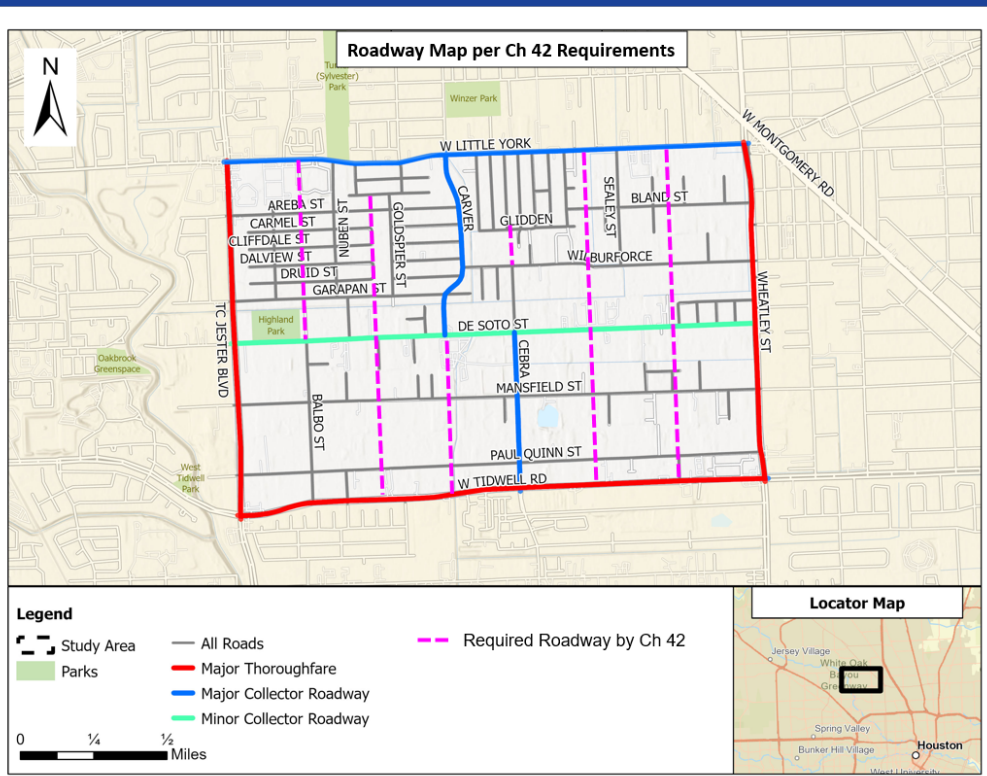 Roadway Map per Ch 42 Requirements
N
(Sylvester)
Park
Winzer Park
W MONTGOMERY RD
W LITTLE YORK
CARVER
SEALEY ST
BLAND ST
AREBA ST
NUBEN ST
GOLDSPIER ST
CARMEL ST
GLIDDEN
CLIFFDALE ST
DALVIEW ST
WILBURFORCE
DRUID ST
GARAPAN ST
TC JESTER BLVD
WHEATLEY ST
Highland
Park
DE SOTO ST
CEBRA
Oakbrook
Greenspace
MANSFIELD ST
BALBO ST
PAUL QUINN ST
West
Tidwell
Park
W TIDWELL RD
Legend
Study Area
Parks
All Roads
Major Thoroughfare
Major Collector Roadway
Minor Collector Roadway
Required Roadway by Ch 42
0 ¼ ½
Miles
Locator Map
Jersey Village
White Oak
Bayou
Greenway
Spring Valley
Bunker Hill Village
Houston
West University